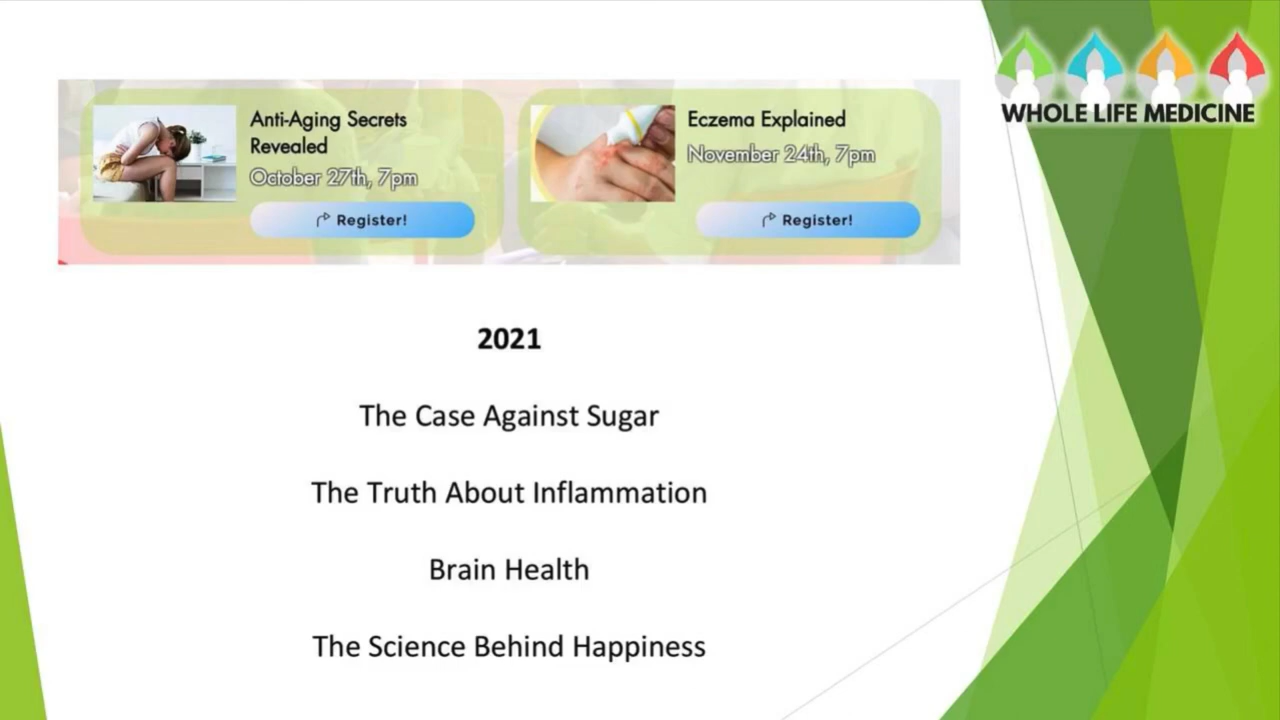 WHOLE LIFE MEDICINE
Anti-Aging Secrets
Revealed
October 27th, 7pm
Register!
Eczema Explained
November 24th, 7pm
Register!
2021
The Case Against Sugar
The Truth About Inflammation
Brain Health
The Science Behind Happiness